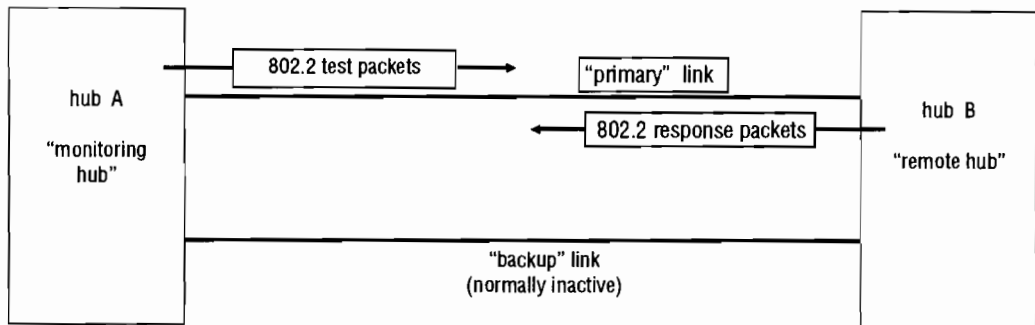 802.2 test packets
"primary" link
hub A
"monitoring
hub"
802.2 response packets
hub B
"remote hub"
"backup" link
(normally inactive)